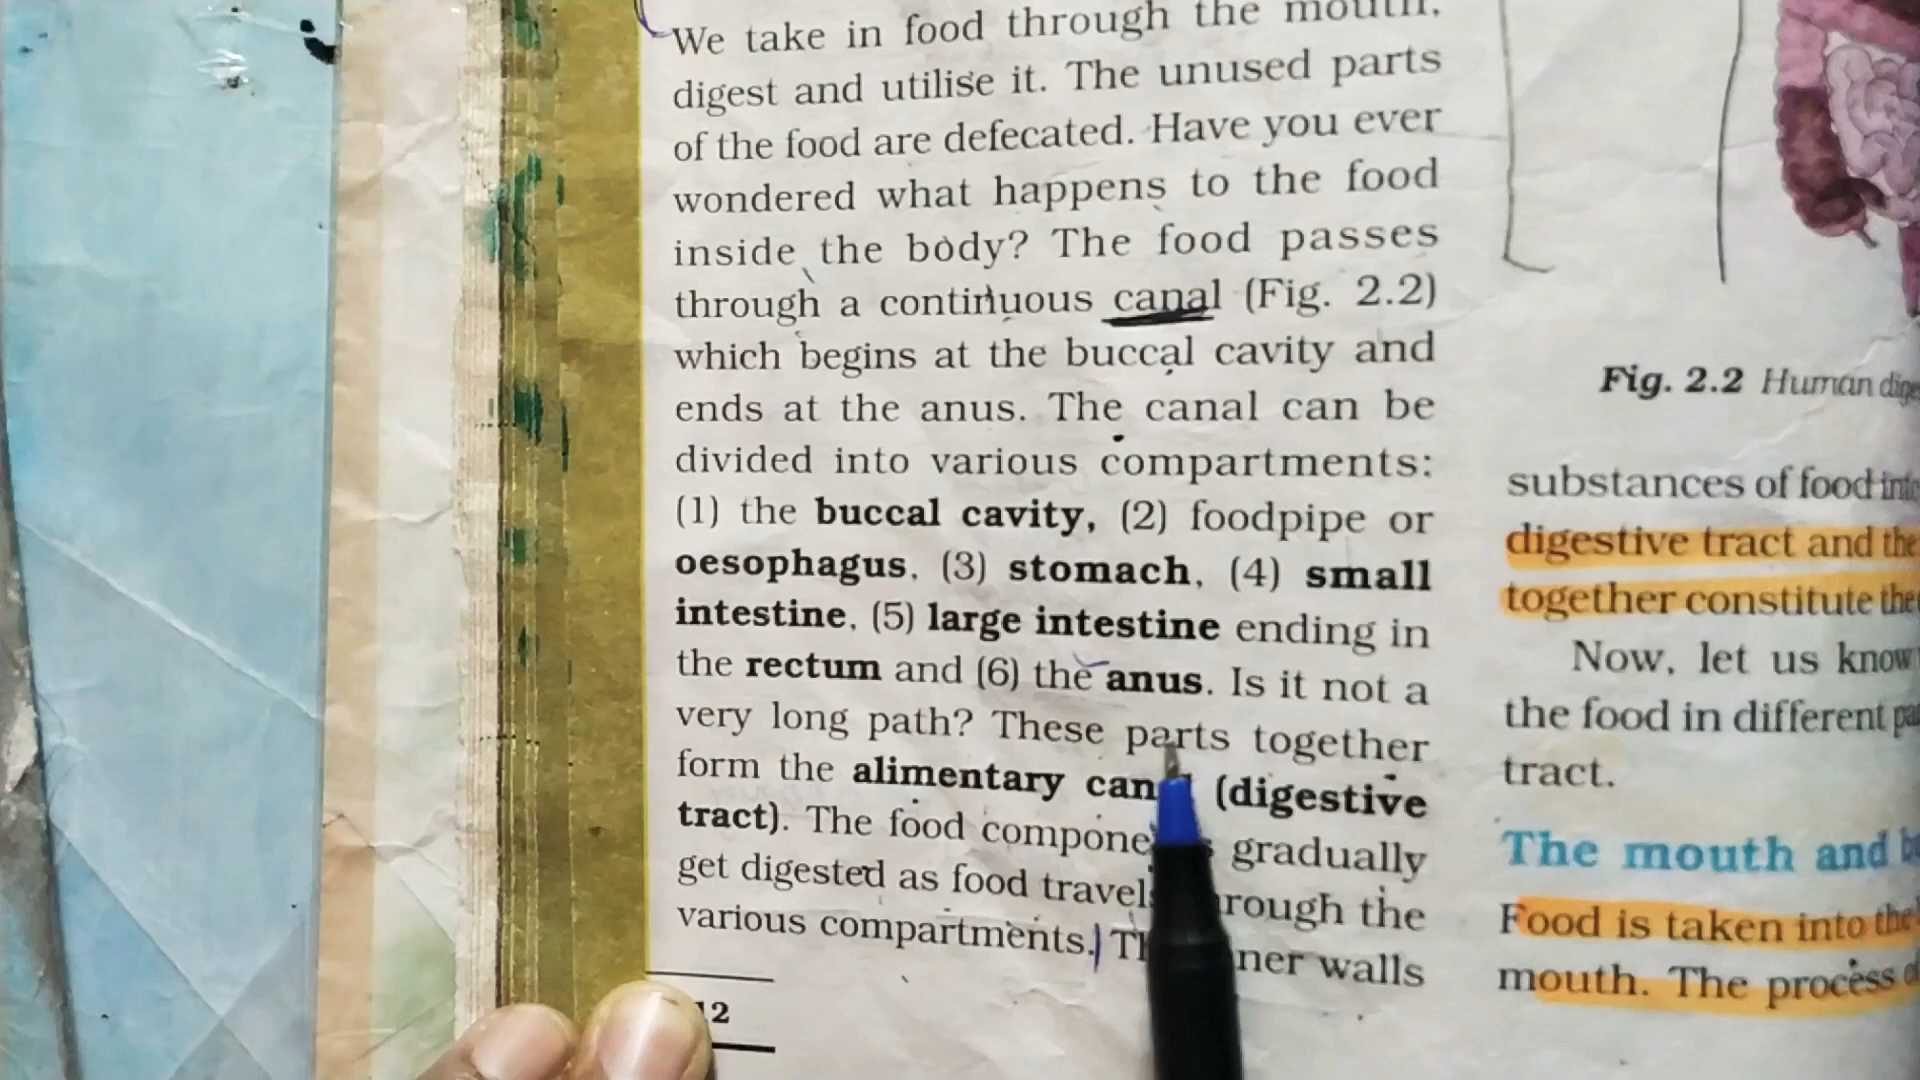 We take in food through the mouth,
digest and utilise it. The unused parts
of the food are defecated. Have you ever
wondered what happens to the food
inside the body? The food passes
through a continuous canal (Fig. 2.2)
which begins at the buccal cavity and
ends at the anus. The canal can be
divided into various compartments:
(1) the buccal cavity, (2) foodpipe or
oesophagus, (3) stomach, (4) small
intestine, (5) large intestine ending in
the rectum and (6) the anus. Is it not a
very long path? These parts together
form the alimentary (digestive
tract). The food gradually
get digested as food the
various compartments. walls
12
Fig. 2.2 Human
substances of food
digestive tract and the
together constitute
Now, let us know
the food in different
tract.
The mouth and
Food is taken into the
mouth. The process